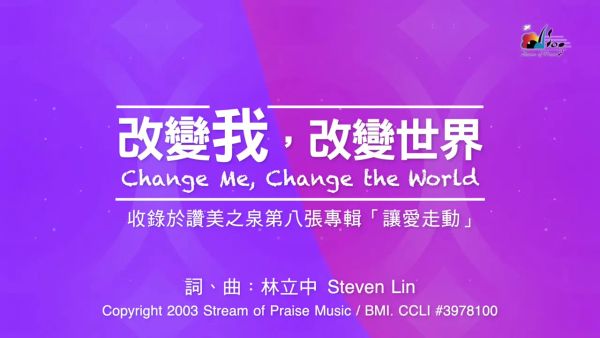 改變我，改變世界
Change Me, Change the World
收錄於讚美之泉第八張專輯「讓愛走動」
詞、曲：林立中 Steven Lin
Copyright 2003 Stream of Praise Music / BMI. CCLI #3978100